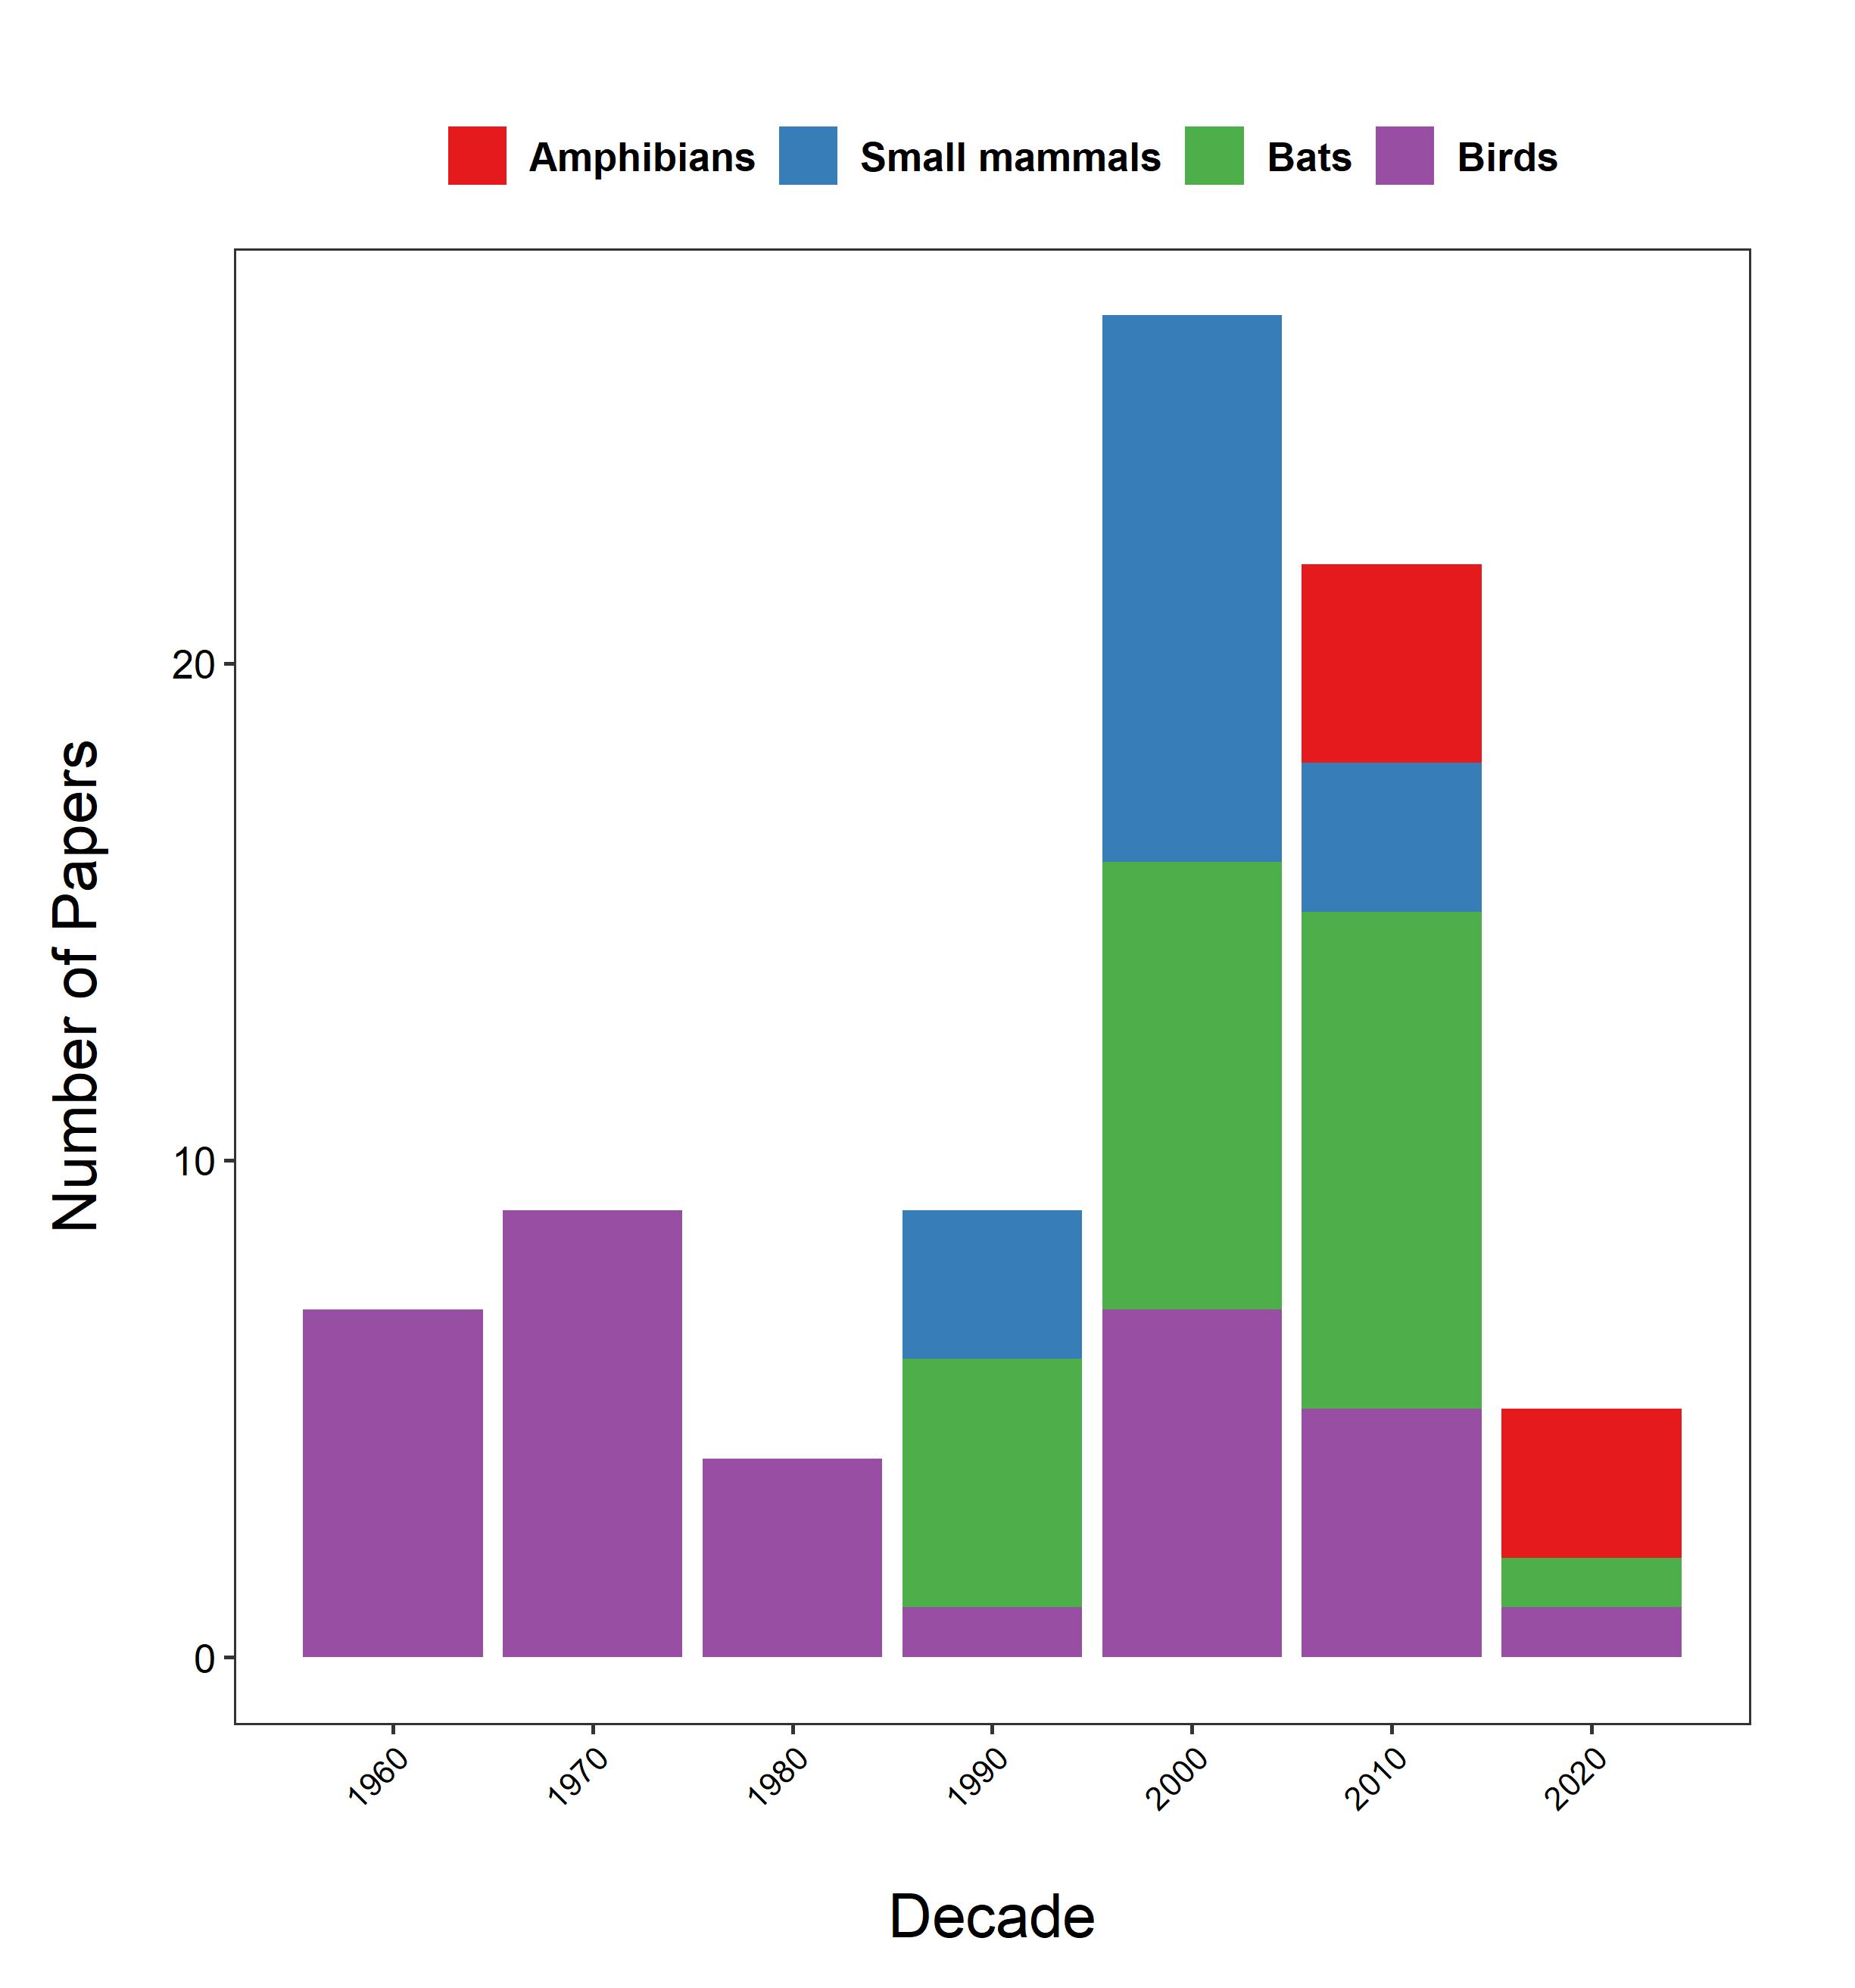 Amphibians Small mammals Bats Birds
Number of Papers
20
10
0
1960 1970 1980 1990 2000 2010 2020
Decade